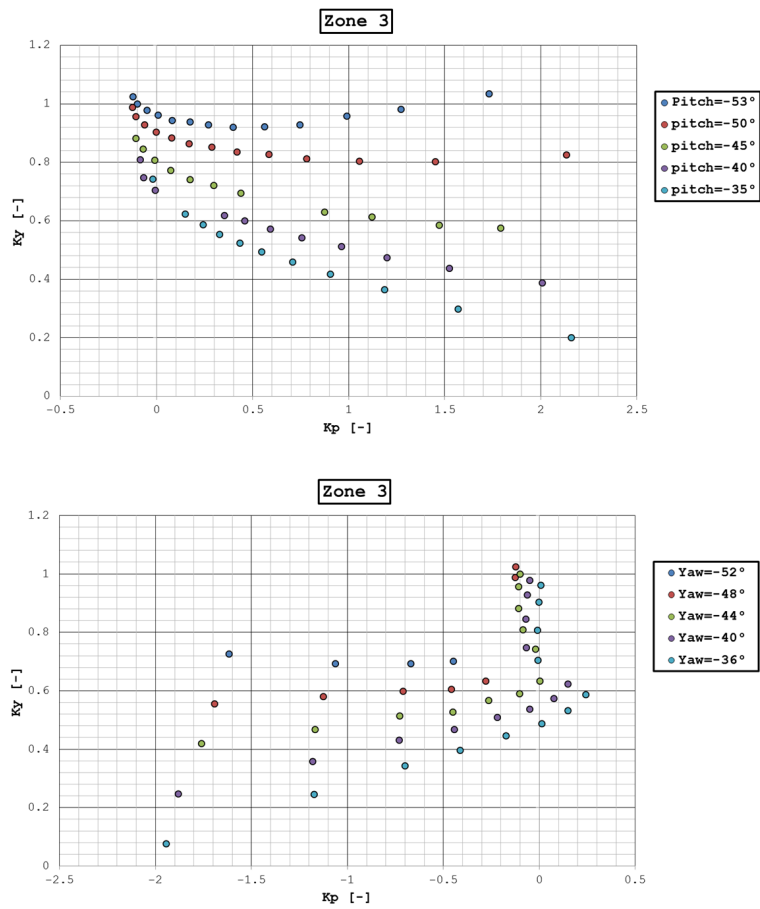 Zone 3
1.2
1
0.8
0.6
0.4
0.2
0
Ky [-]
-0.5
0
0.5
1
1.5
2
2.5
Kp [-]
Pitch=-53°
pitch=-50°
pitch=-45°
pitch=-40°
pitch=-35°
Zone 3
1.2
1
0.8
0.6
0.4
0.2
0
Ky [-]
-2.5
-2
-1.5
-1
-0.5
0
0.5
Kp [-]
Yaw=-52°
Yaw=-48°
Yaw=-44°
Yaw=-40°
Yaw=-36°